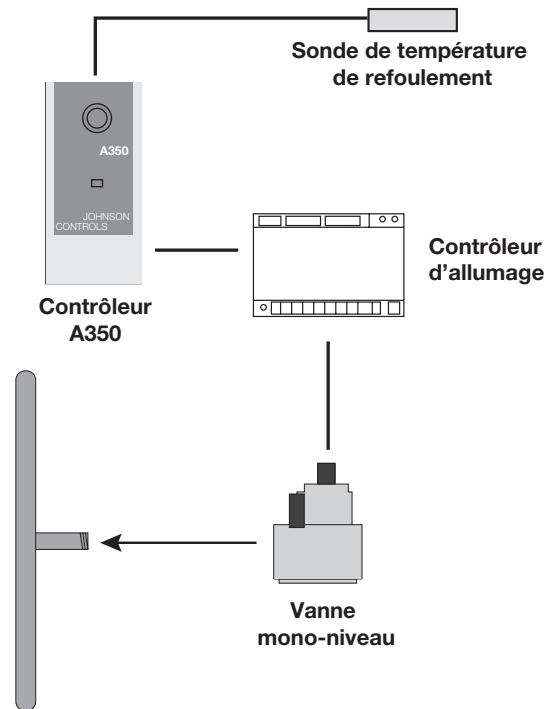 Sonde de température
de refoulement
A350
JOHNSON
CONTROLS
Contrôleur
A350
Contrôleur
d'allumage
Vanne
mono-niveau